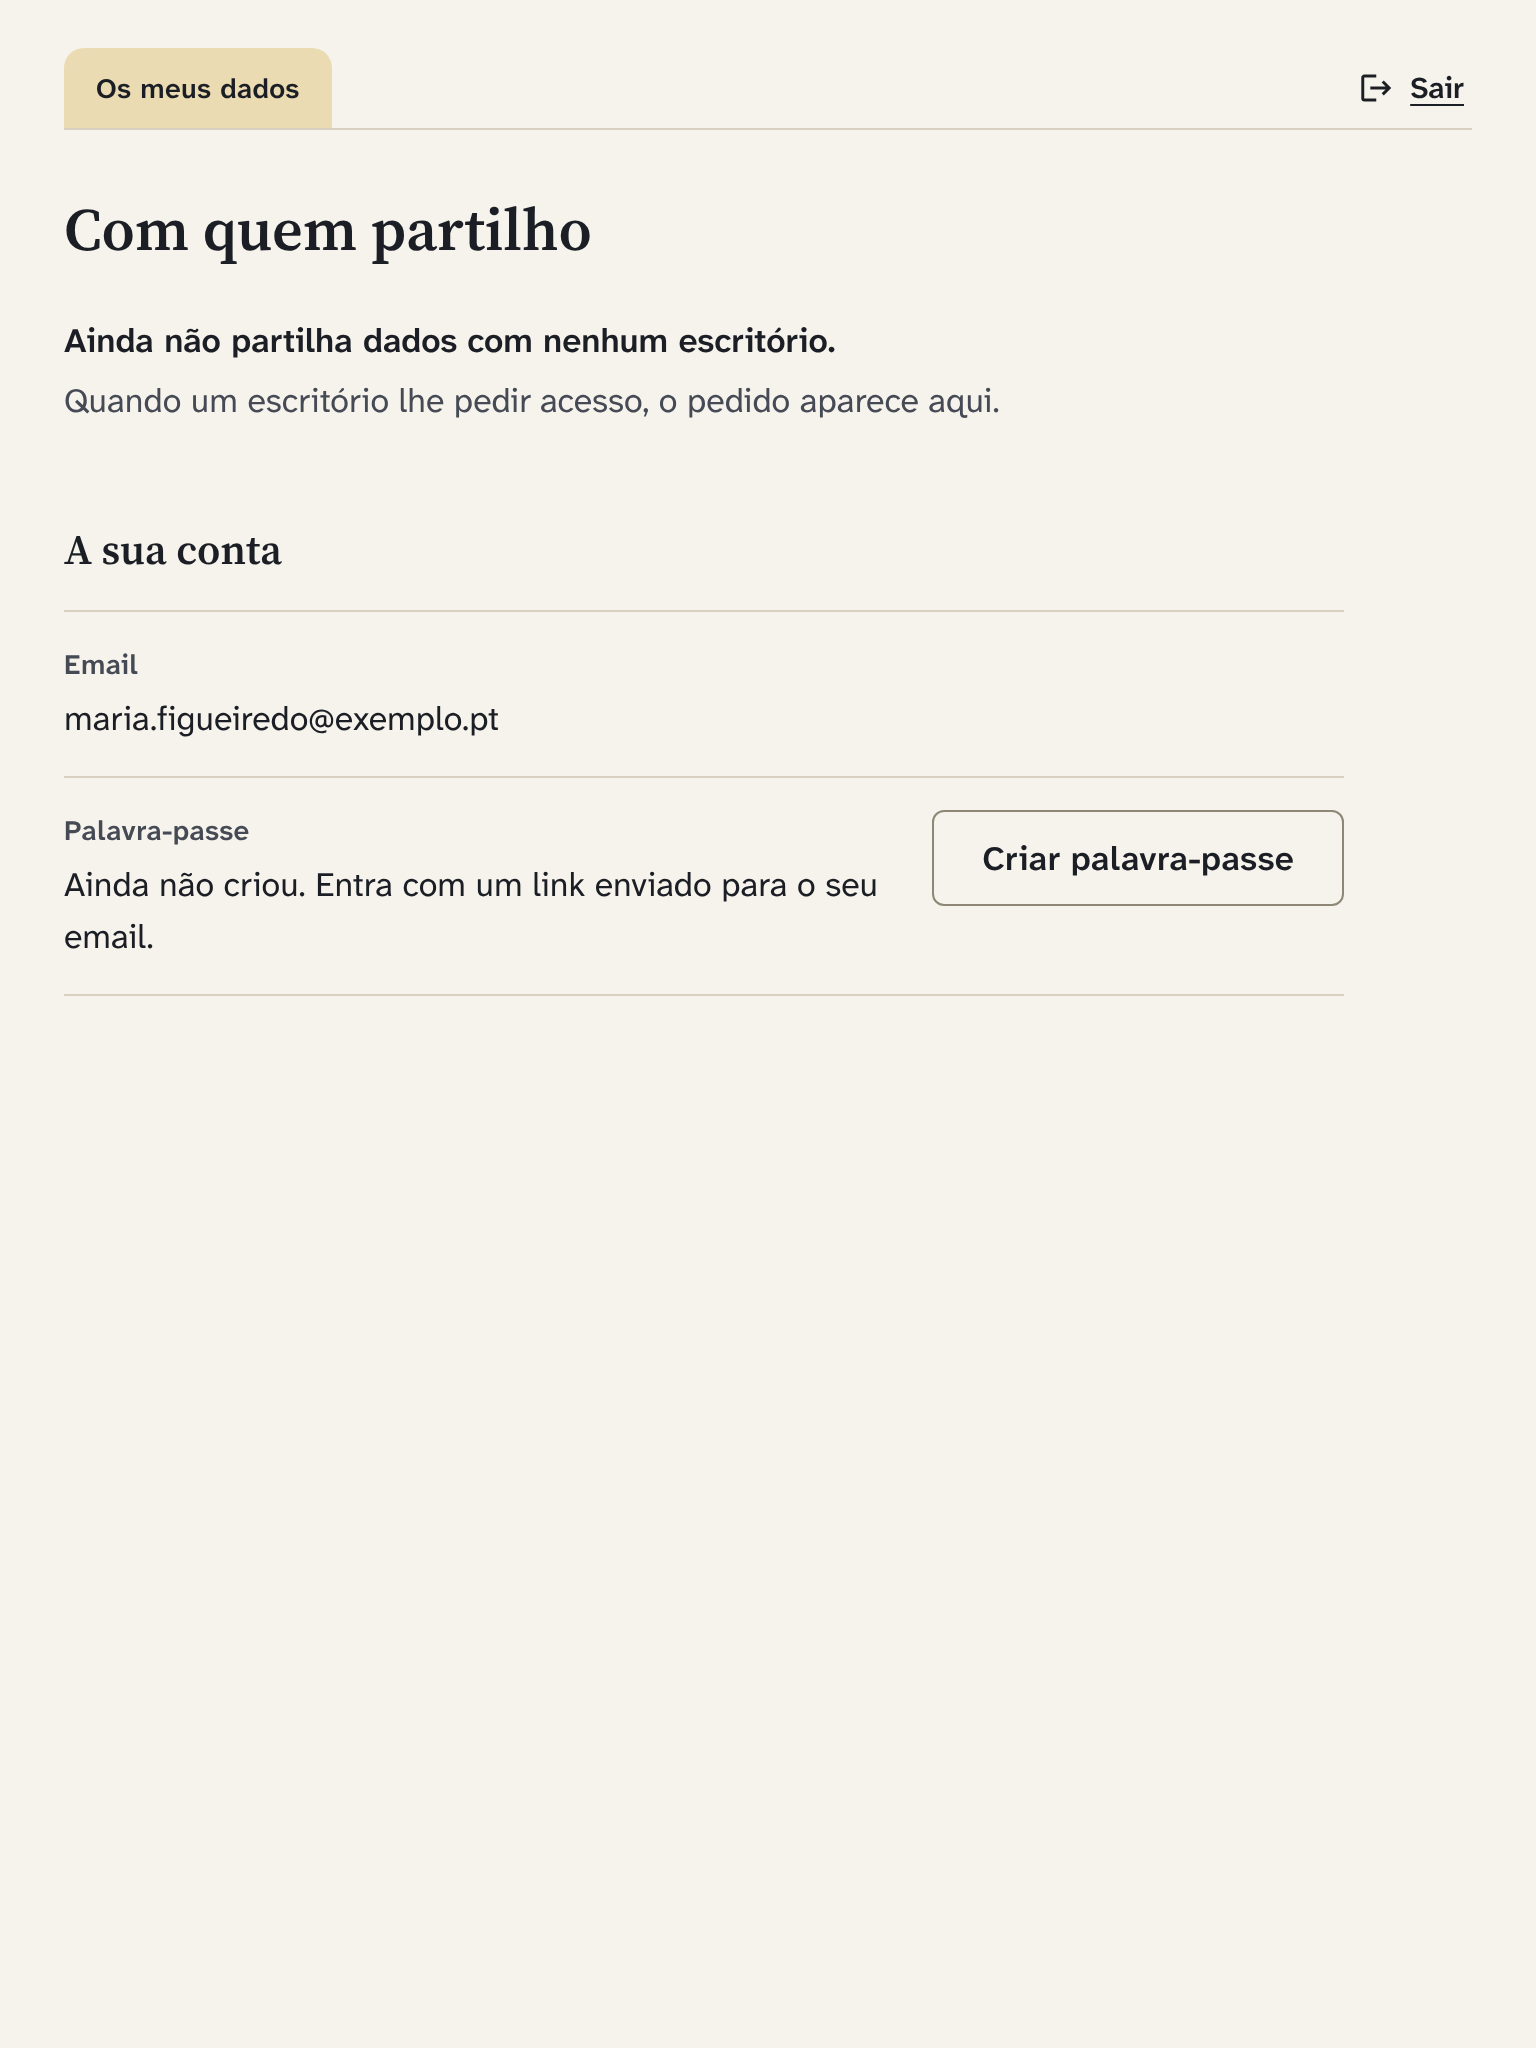 Os meus dados
Sair
Com quem partilho
Ainda não partilha dados com nenhum escritório.
Quando um escritório lhe pedir acesso, o pedido aparece aqui.
A sua conta
Email
maria.figueiredo@exemplo.pt
Palavra-passe
Criar palavra-passe
Ainda não criou. Entra com um link enviado para o seu
email.